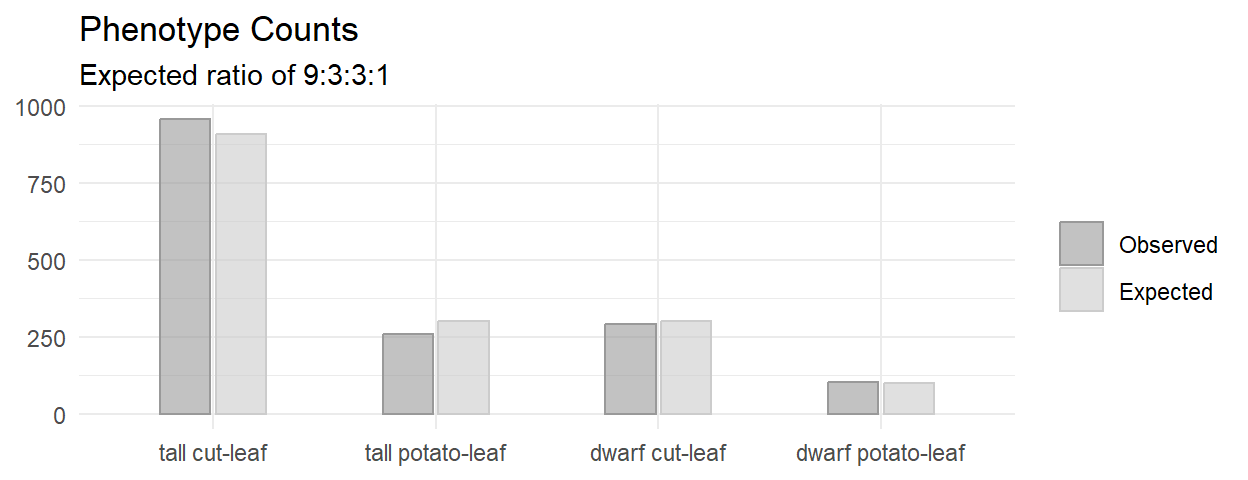 Phenotype Counts
Expected ratio of 9:3:3:1
1000
750
500
250
0
tall cut-leaf
tall potato-leaf
dwarf cut-leaf
dwarf potato-leaf
Observed
Expected